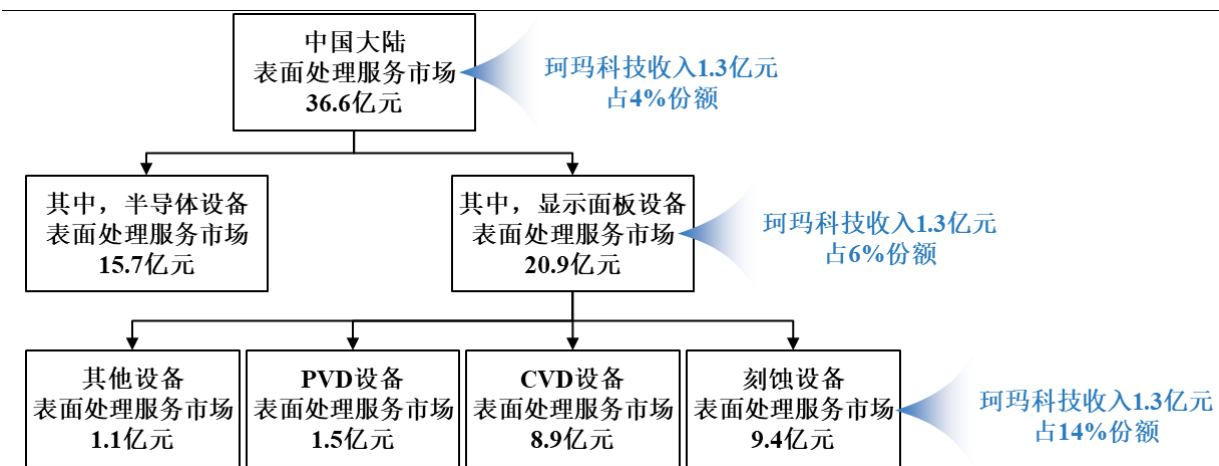 中国大陆
表面处理服务市场
36.6亿元
珂玛科技收入1.3亿元
占4%份额
其中，半导体设备
表面处理服务市场
15.7亿元
其中，显示面板设备
表面处理服务市场
20.9亿元
珂玛科技收入1.3亿元
占6%份额
其他设备
表面处理服务市场
1.1亿元
PVD设备
表面处理服务市场
1.5亿元
CVD设备
表面处理服务市场
8.9亿元
刻蚀设备
表面处理服务市场
9.4亿元
珂玛科技收入1.3亿元
占14%份额